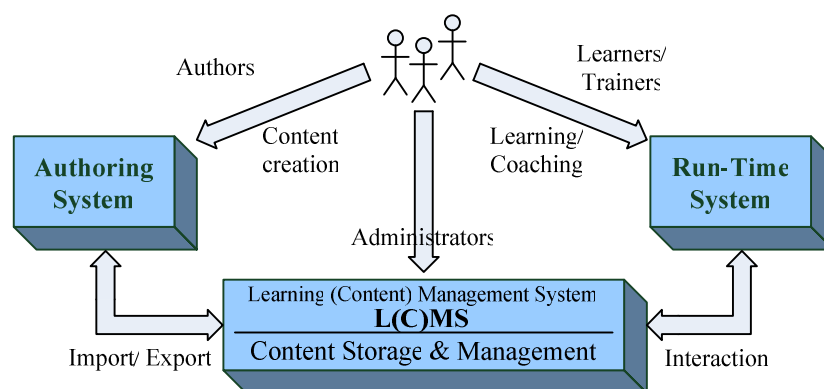 Authors
Learners/
Trainers
Content
creation
Learning/
Coaching
Authoring
System
Run-Time
System
Administrators
Learning (Content) Management System
L(C)MS
Content Storage & Management
Import/ Export
Interaction